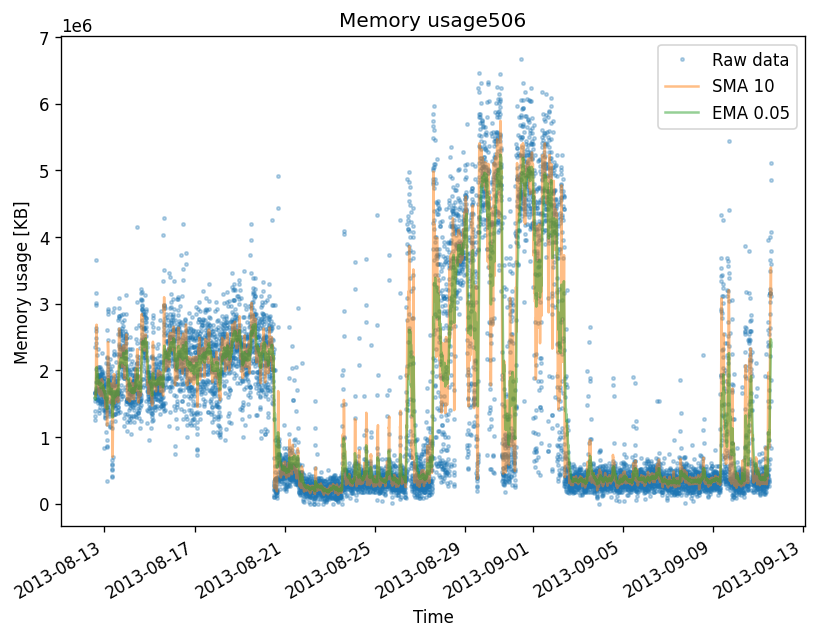 Memory usage506
1e6
Raw data
SMA 10
EMA 0.05
7
6
5
4
3
2
1
0
Memory usage [KB]
2013-08-13
2013-08-17
2013-08-21
2013-08-25
2013-08-29
2013-09-01
2013-09-05
2013-09-09
2013-09-13
Time